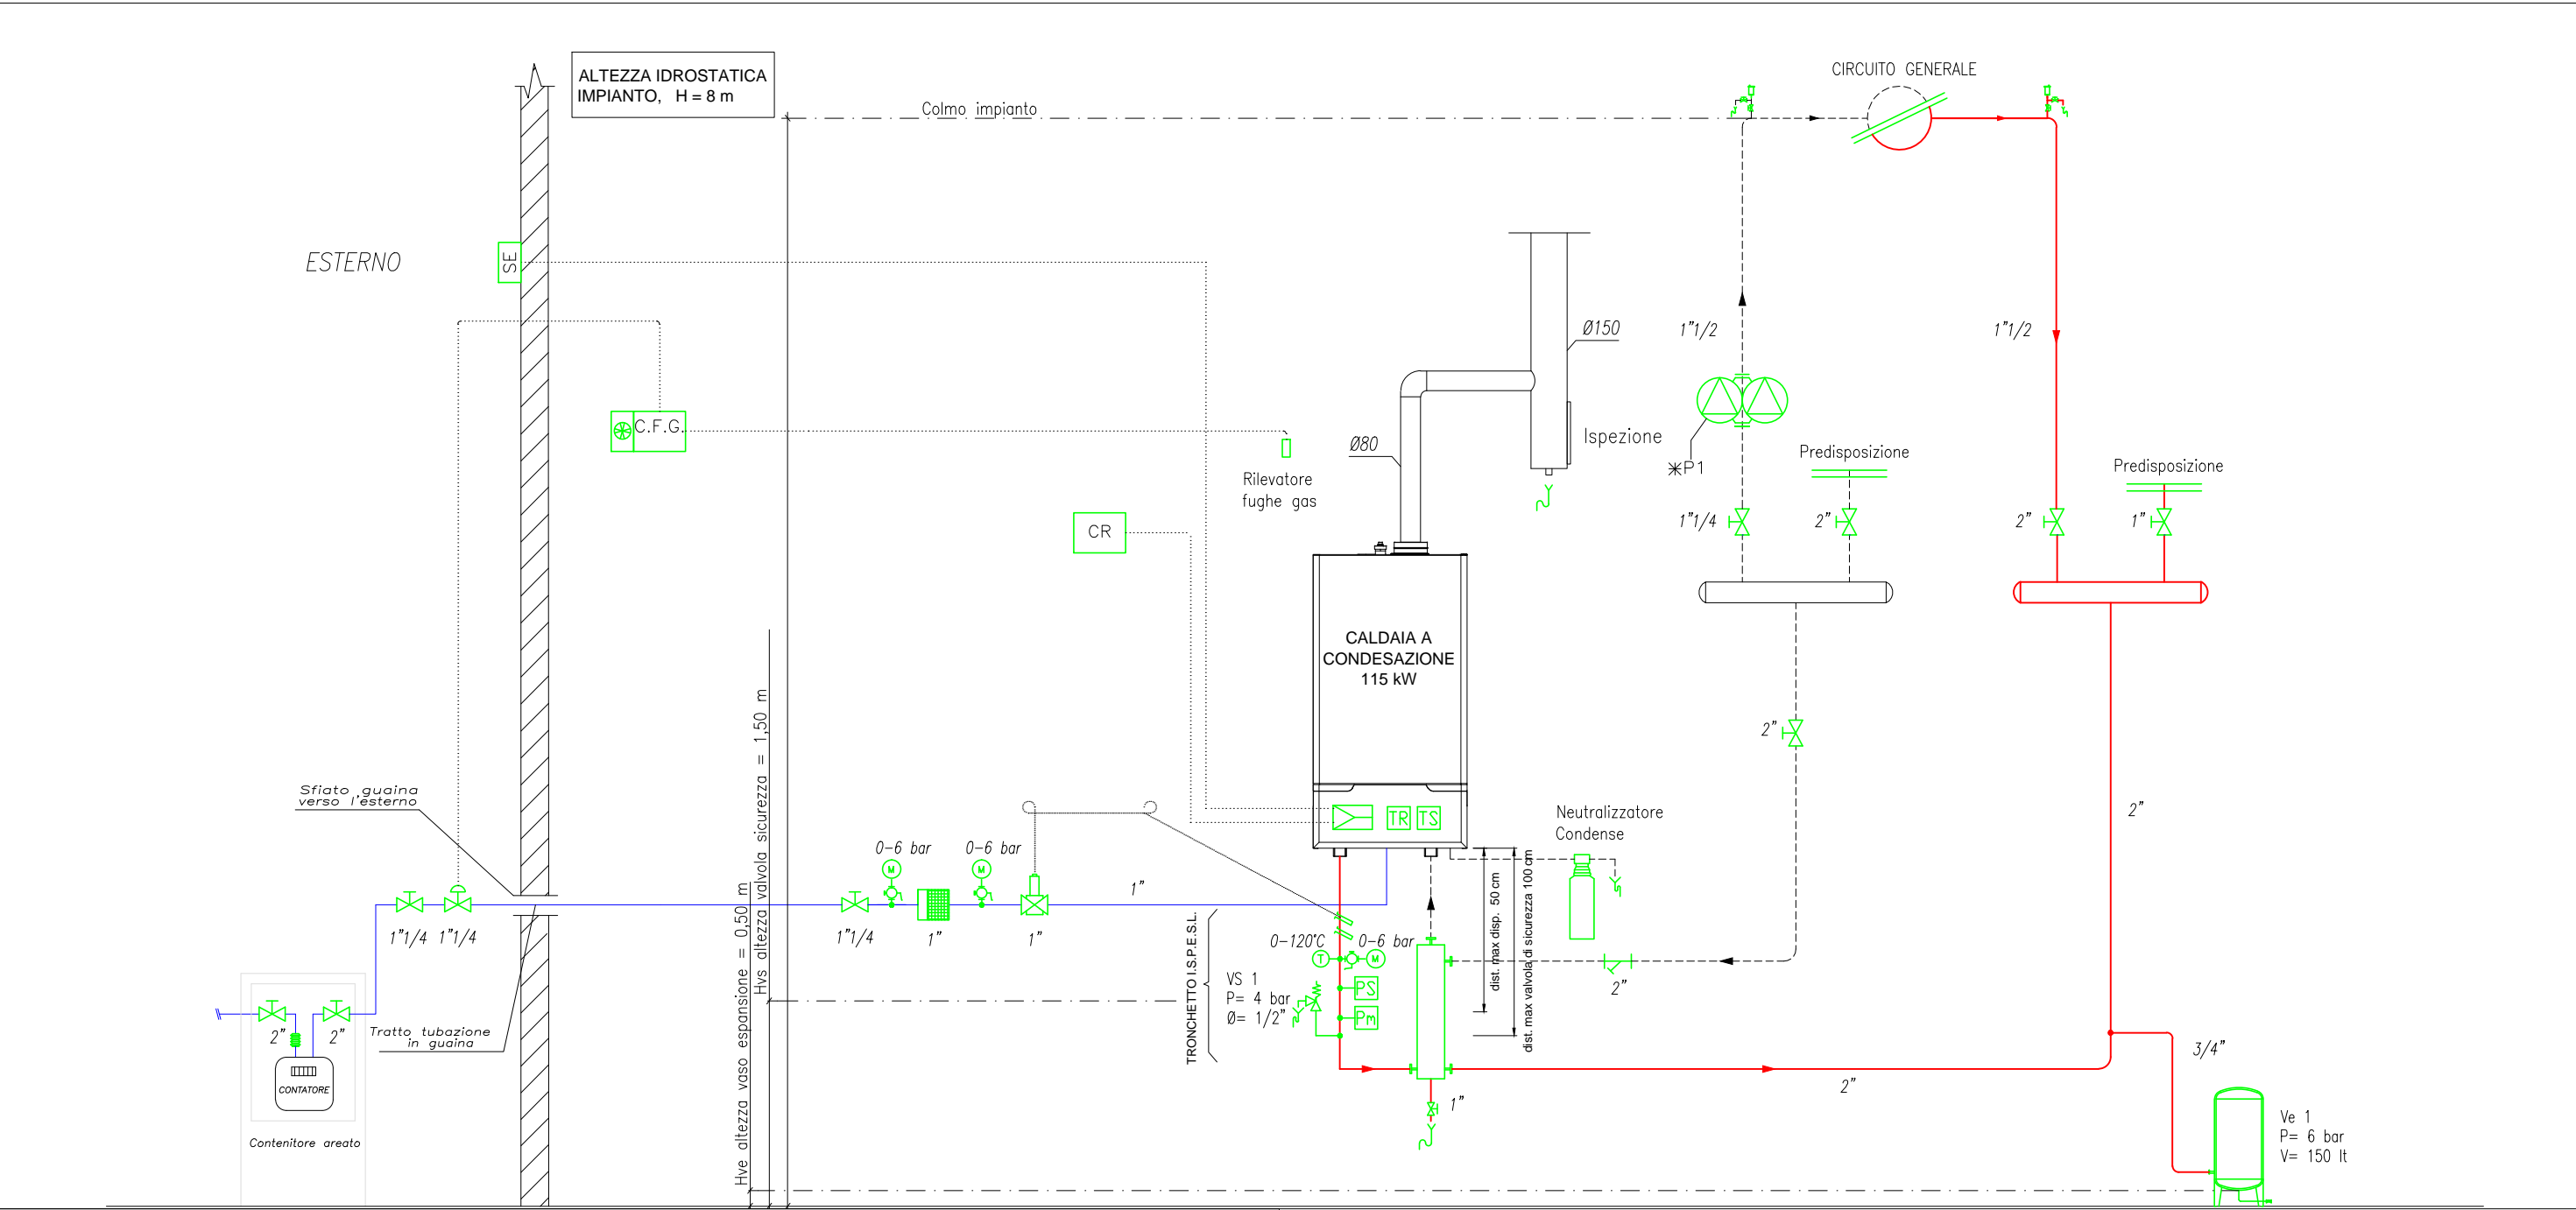 ALTEZZA IDROSTATICA
IMPIANTO, H = 8 m
Colmo impianto
CIRCUITO GENERALE
ESTERNO
SE
C.F.G.
Rilevatore
fughe gas
CR
Ø150
Ø80
Ispezione
1"1/2
1"1/2
P1
Predisposizione
Predisposizione
1"1/4
2"
2"
1"
CALDAIA A
CONDESAZIONE
115 kW
TR
TS
2"
2"
Neutralizzatore
Condense
Sfiato guaina
verso l'esterno
0-6 bar
0-6 bar
M
M
1"
1"1/4
1"1/4
1"1/4
1"
1"
Hve altezza vaso espansione = 0,50 m
Hvs altezza valvola sicurezza = 1,50 m
TRONCHETTO I.S.P.E.S.L.
0-120°C
0-6 bar
T
M
VS 1
P= 4 bar
Ø= 1/2"
PS
Pm
dist. max disp. 50 cm
dist. max valvola di sicurezza 100 cm
2"
2"
2"
CONTATORE
Contenitore areato
Tratto tubazione
in guaina
1"
2"
3/4"
Ve 1
P= 6 bar
V= 150 lt